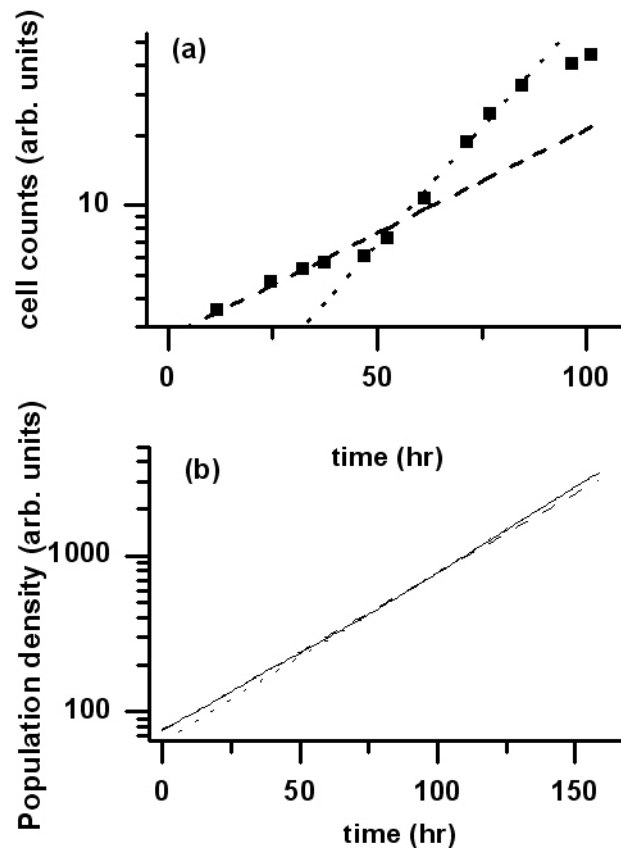 (a)
cell counts (arb. units)
10
0
50
100
time (hr)
(b)
Population density (arb. units)
1000
100
0
50
100
150
time (hr)